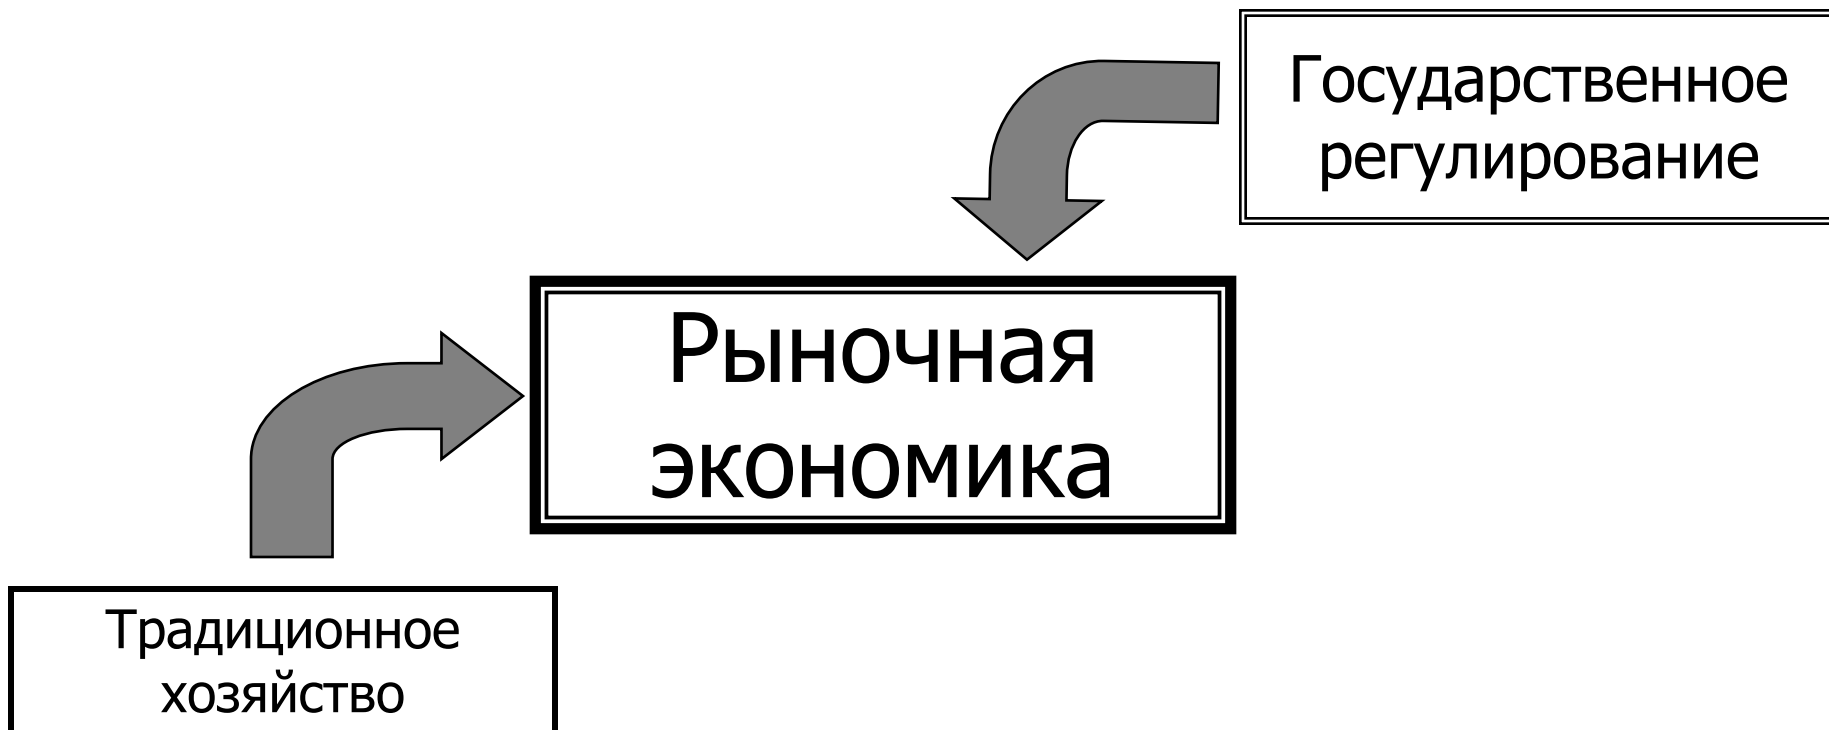 Государственное
регулирование
Рыночная
экономика
Традиционное
хозяйство